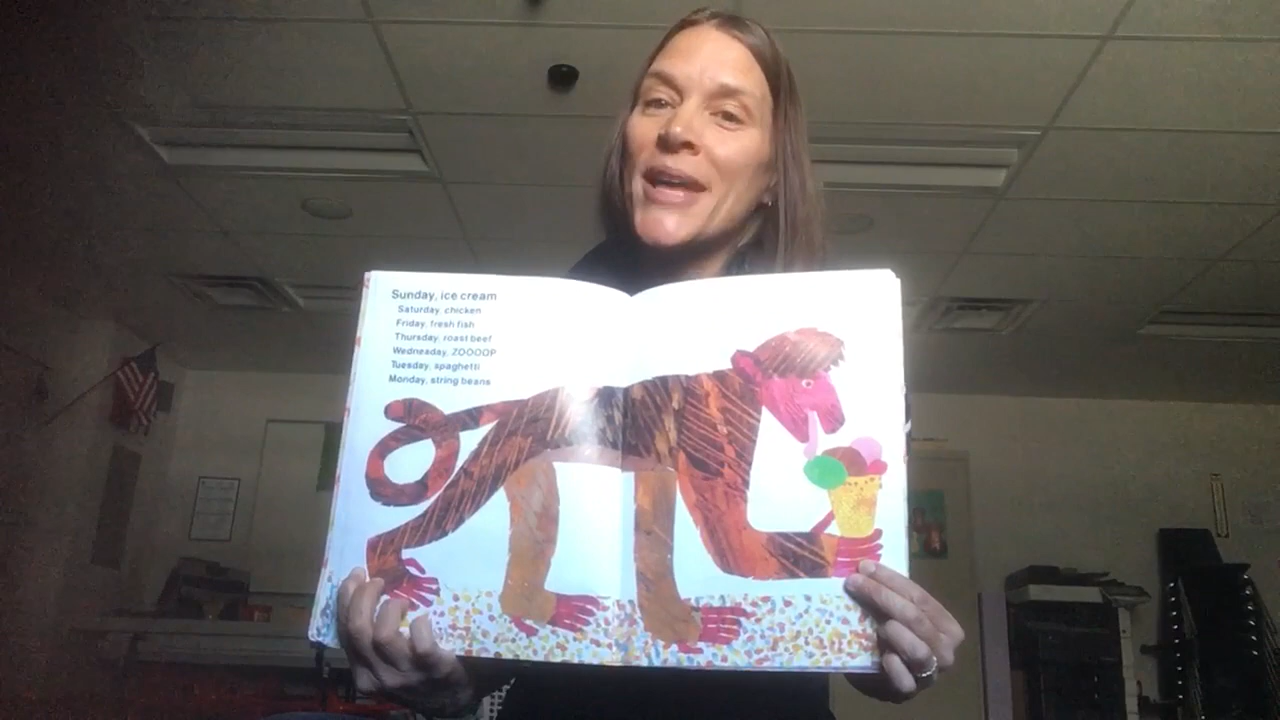 Sunday, ice cream
Saturday, chicken
Friday, fresh fish
Thursday, roast beef
Wednesday, ZOOOOP
Tuesday, spaghetti
Monday, string beans